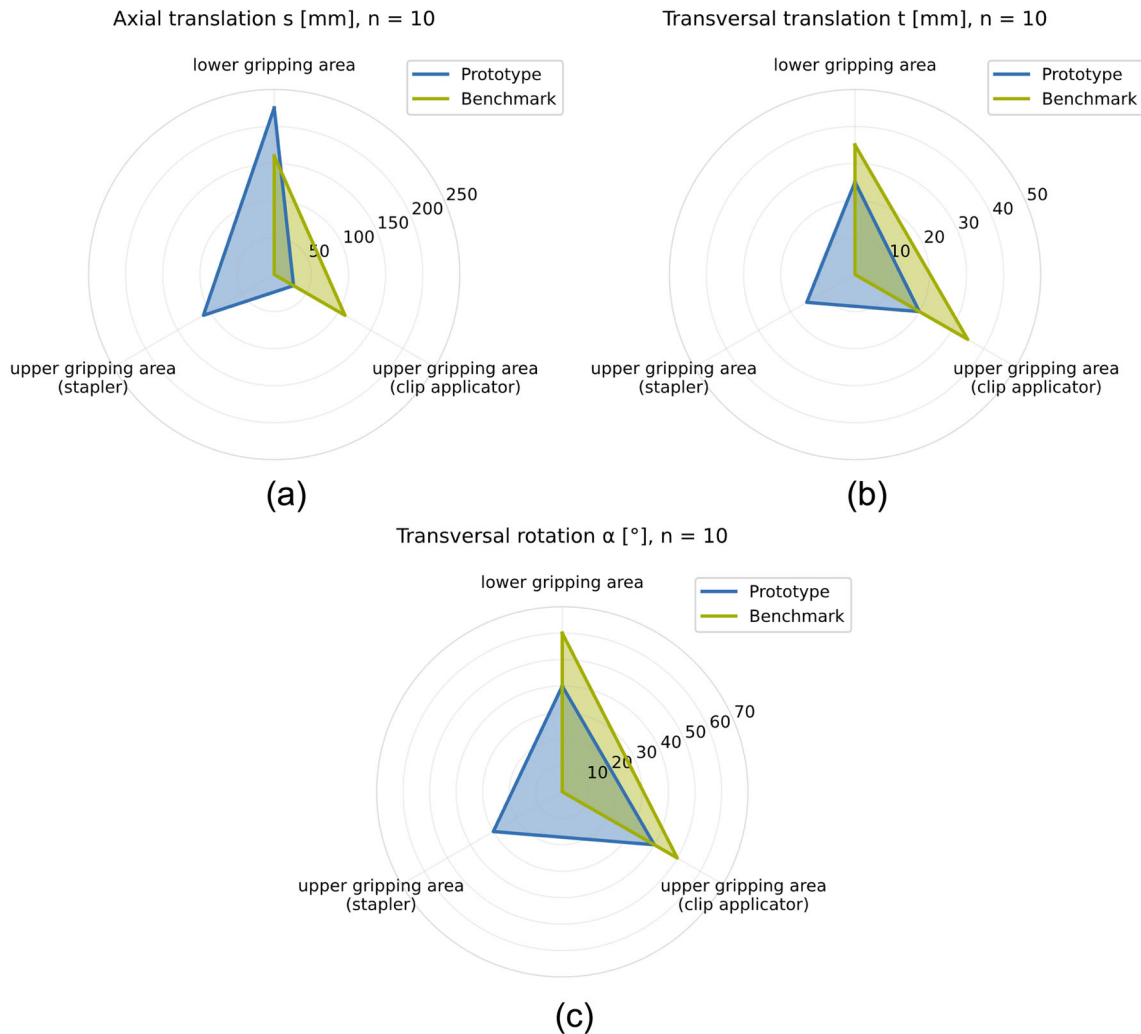 Axial translation s [mm], n = 10
lower gripping area
Prototype
Benchmark
250
200
150
100
50
upper gripping area
(stapler)
upper gripping area
(clip applicator)
(a)
Transversal translation t [mm], n = 10
lower gripping area
Prototype
Benchmark
50
40
30
20
10
upper gripping area
(stapler)
upper gripping area
(clip applicator)
(b)
Transversal rotation α [°], n = 10
lower gripping area
Prototype
Benchmark
70
60
50
40
30
20
10
upper gripping area
(stapler)
upper gripping area
(clip applicator)
(c)